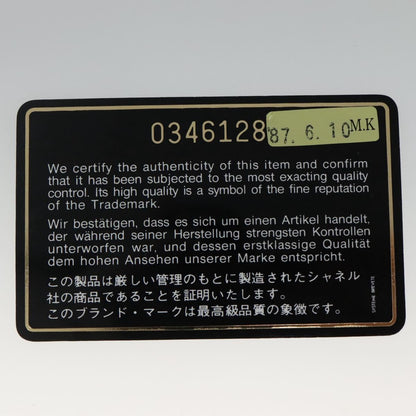 0346128
87. 6. 10 M.K
We certify the authenticity of this item and confirm
that it has been subjected to the most exacting quality
control. Its high quality is a symbol of the fine reputation
of the Trademark.
Wir bestätigen, dass es sich um einen Artikel handelt,
der während seiner Herstellung strengsten Kontrollen
unterworfen war, und dessen erstklassige Qualität
dem hohen Ansehen unserer Marke entspricht.
この製品は厳しい管理のもとに製造されたシャネル
社の商品であることを証明いたします。
このブランド・マークは最高級品質の象徴です。